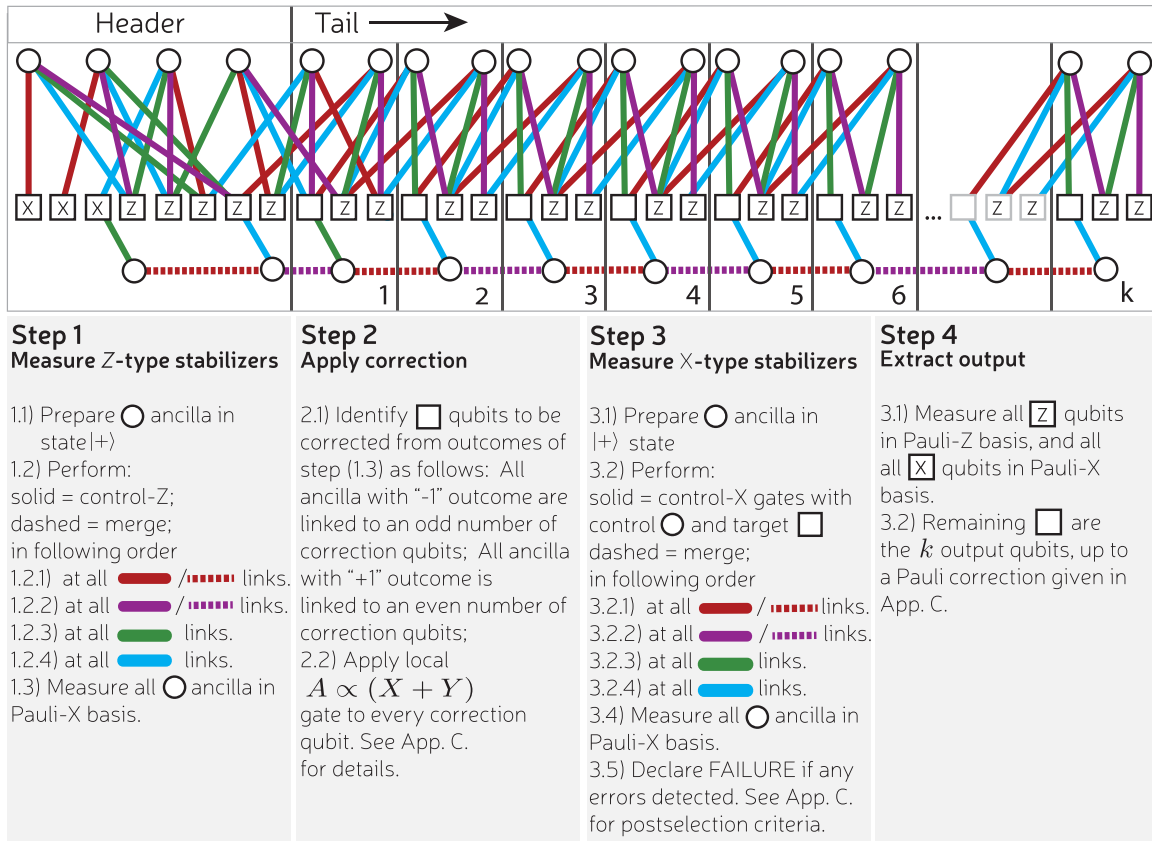 Header Tail
X X X Z Z Z Z Z Z Z Z Z Z Z Z Z Z Z Z Z Z ... Z Z Z Z
1 2 3 4 5 6 k
Step 1
Measure Z-type stabilizers
1.1) Prepare ancilla in
state |+⟩
1.2) Perform:
solid = control-Z;
dashed = merge;
in following order
1.2.1) at all / links.
1.2.2) at all / links.
1.2.3) at all links.
1.2.4) at all links.
1.3) Measure all ancilla in
Pauli-X basis.
Step 2
Apply correction
2.1) Identify qubits to be
corrected from outcomes of
step (1.3) as follows: All
ancilla with "-1" outcome are
linked to an odd number of
correction qubits; All ancilla
with "+1" outcome is
linked to an even number of
correction qubits;
2.2) Apply local
A ∝ (X + Y)
gate to every correction
qubit. See App. C.
for details.
Step 3
Measure X-type stabilizers
3.1) Prepare ancilla in
|+⟩ state
3.2) Perform:
solid = control-X gates with
control and target
dashed = merge;
in following order
3.2.1) at all / links.
3.2.2) at all / links.
3.2.3) at all links.
3.2.4) at all links.
3.4) Measure all ancilla in
Pauli-X basis.
3.5) Declare FAILURE if any
errors detected. See App. C.
for postselection criteria.
Step 4
Extract output
3.1) Measure all Z qubits
in Pauli-Z basis, and all
all X qubits in Pauli-X
basis.
3.2) Remaining are
the k output qubits, up to
a Pauli correction given in
App. C.